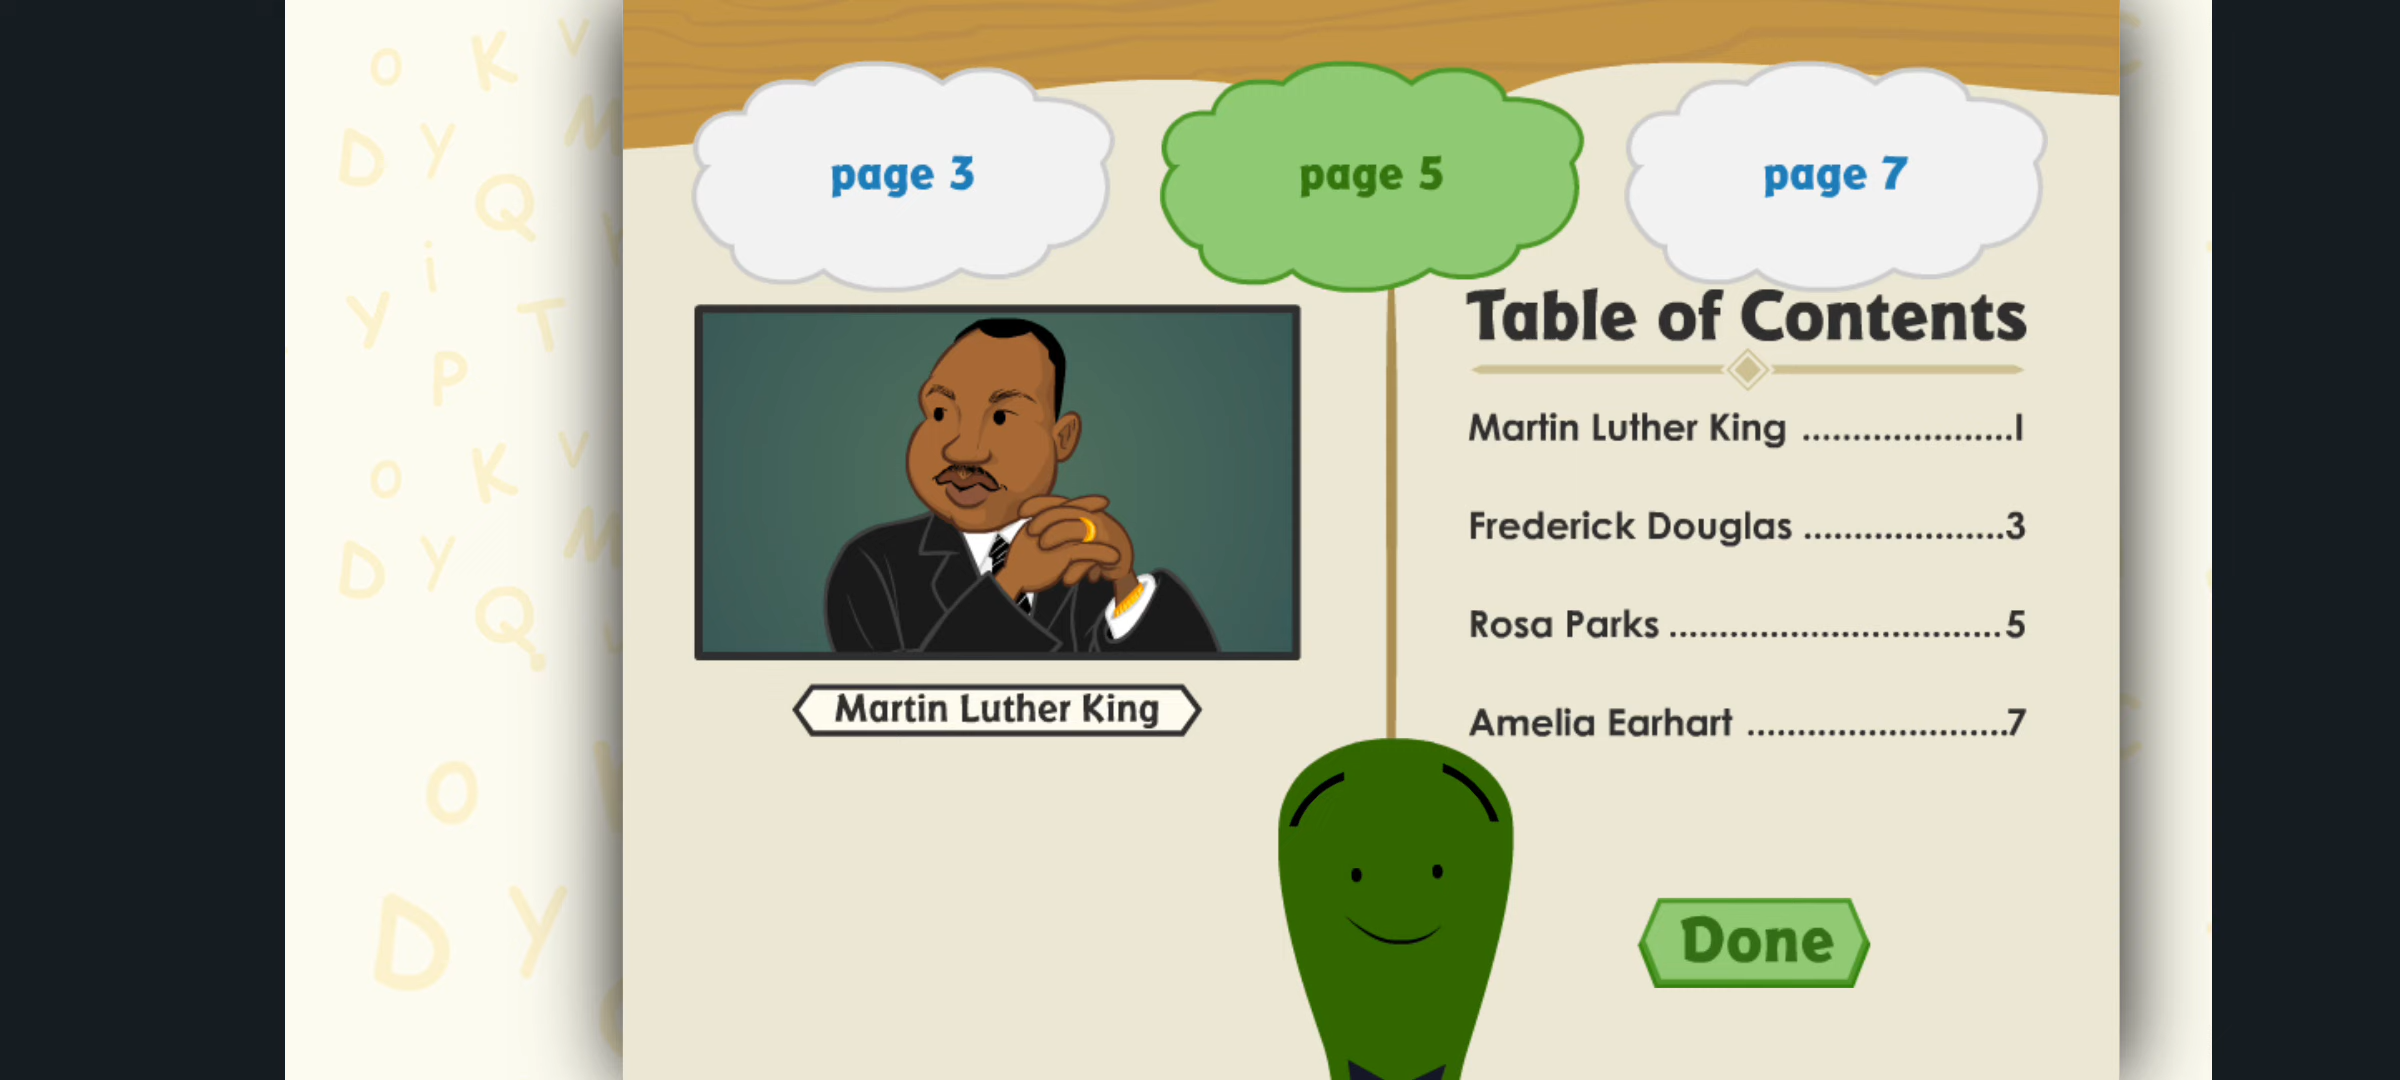 page 3
page 5
page 7
Table of Contents
Martin Luther King .....................1
Frederick Douglas ....................3
Rosa Parks .................................5
Amelia Earhart ..........................7
Martin Luther King
Done
O K V
M
D Y
Q
i
Y T
P
O K V
M
D Y
Q
O
D Y